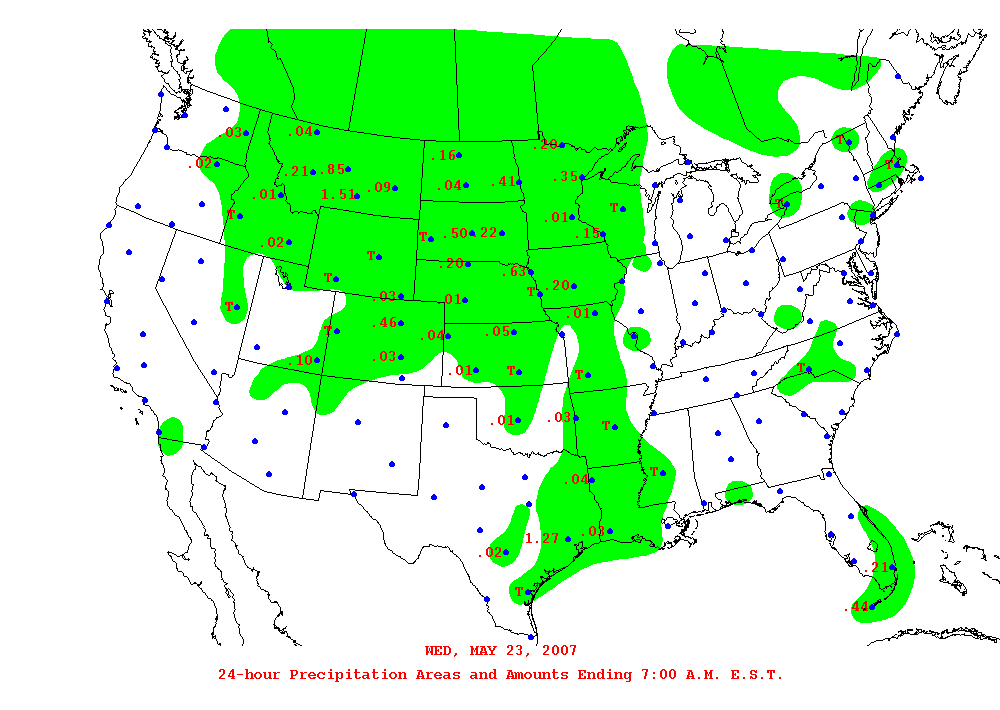 .03 .04
.20
.16
.02
.21 .85
.04 .41 .35
.01 1.51 .09
T
T T T
T .01 T
.02 T .50 .22 .15
T
.20 .63
T .20
T
.03 .01
T .01
T .46 .04 .05
.10 .03
.01 T T T
.01 .03 T
.04 T
1.27 .03
.02
.21
T .44
WED, MAY 23, 2007
24-hour Precipitation Areas and Amounts Ending 7:00 A.M. E.S.T.